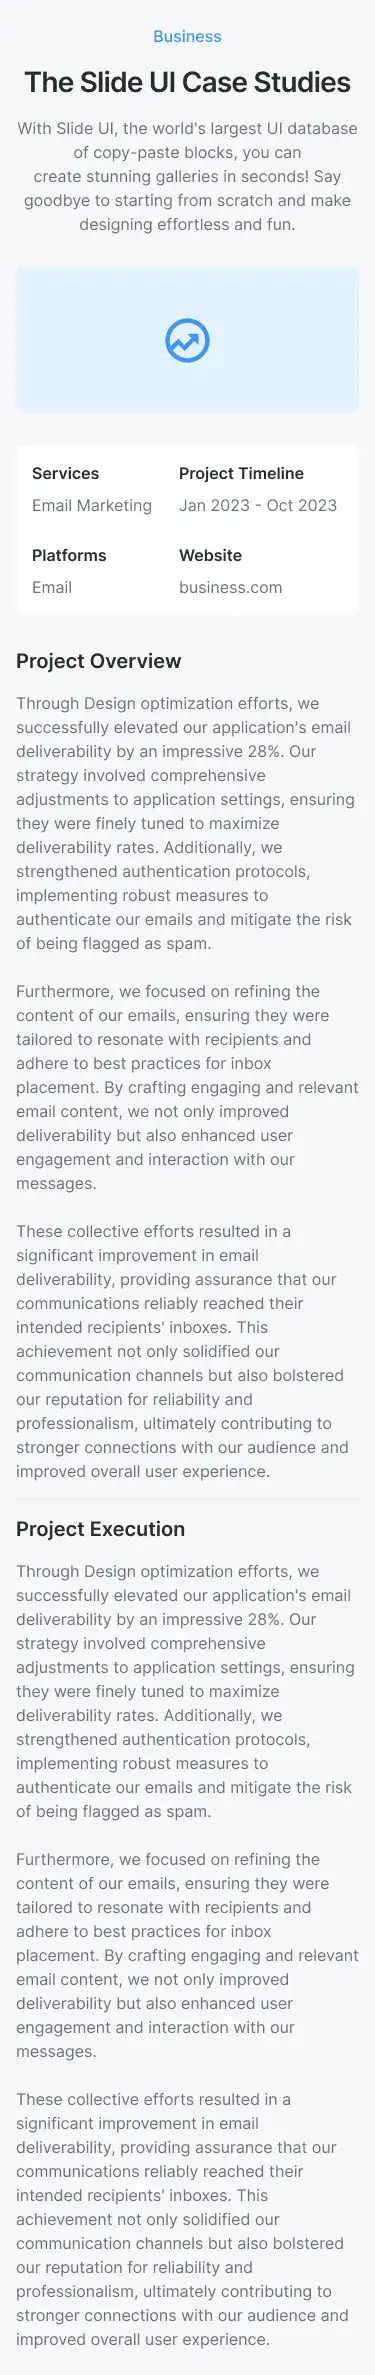 Business
The Slide UI Case Studies
With Slide UI, the world's largest UI database
of copy-paste blocks, you can
create stunning galleries in seconds! Say
goodbye to starting from scratch and make
designing effortless and fun.
Services
Project Timeline
Email Marketing
Jan 2023 - Oct 2023
Platforms
Website
Email
business.com
Project Overview
Through Design optimization efforts, we
successfully elevated our application's email
deliverability by an impressive 28%. Our
strategy involved comprehensive
adjustments to application settings, ensuring
they were finely tuned to maximize
deliverability rates. Additionally, we
strengthened authentication protocols,
implementing robust measures to
authenticate our emails and mitigate the risk
of being flagged as spam.
Furthermore, we focused on refining the
content of our emails, ensuring they were
tailored to resonate with recipients and
adhere to best practices for inbox
placement. By crafting engaging and relevant
email content, we not only improved
deliverability but also enhanced user
engagement and interaction with our
messages.
These collective efforts resulted in a
significant improvement in email
deliverability, providing assurance that our
communications reliably reached their
intended recipients' inboxes. This
achievement not only solidified our
communication channels but also bolstered
our reputation for reliability and
professionalism, ultimately contributing to
stronger connections with our audience and
improved overall user experience.
Project Execution
Through Design optimization efforts, we
successfully elevated our application's email
deliverability by an impressive 28%. Our
strategy involved comprehensive
adjustments to application settings, ensuring
they were finely tuned to maximize
deliverability rates. Additionally, we
strengthened authentication protocols,
implementing robust measures to
authenticate our emails and mitigate the risk
of being flagged as spam.
Furthermore, we focused on refining the
content of our emails, ensuring they were
tailored to resonate with recipients and
adhere to best practices for inbox
placement. By crafting engaging and relevant
email content, we not only improved
deliverability but also enhanced user
engagement and interaction with our
messages.
These collective efforts resulted in a
significant improvement in email
deliverability, providing assurance that our
communications reliably reached their
intended recipients' inboxes. This
achievement not only solidified our
communication channels but also bolstered
our reputation for reliability and
professionalism, ultimately contributing to
stronger connections with our audience and
improved overall user experience.